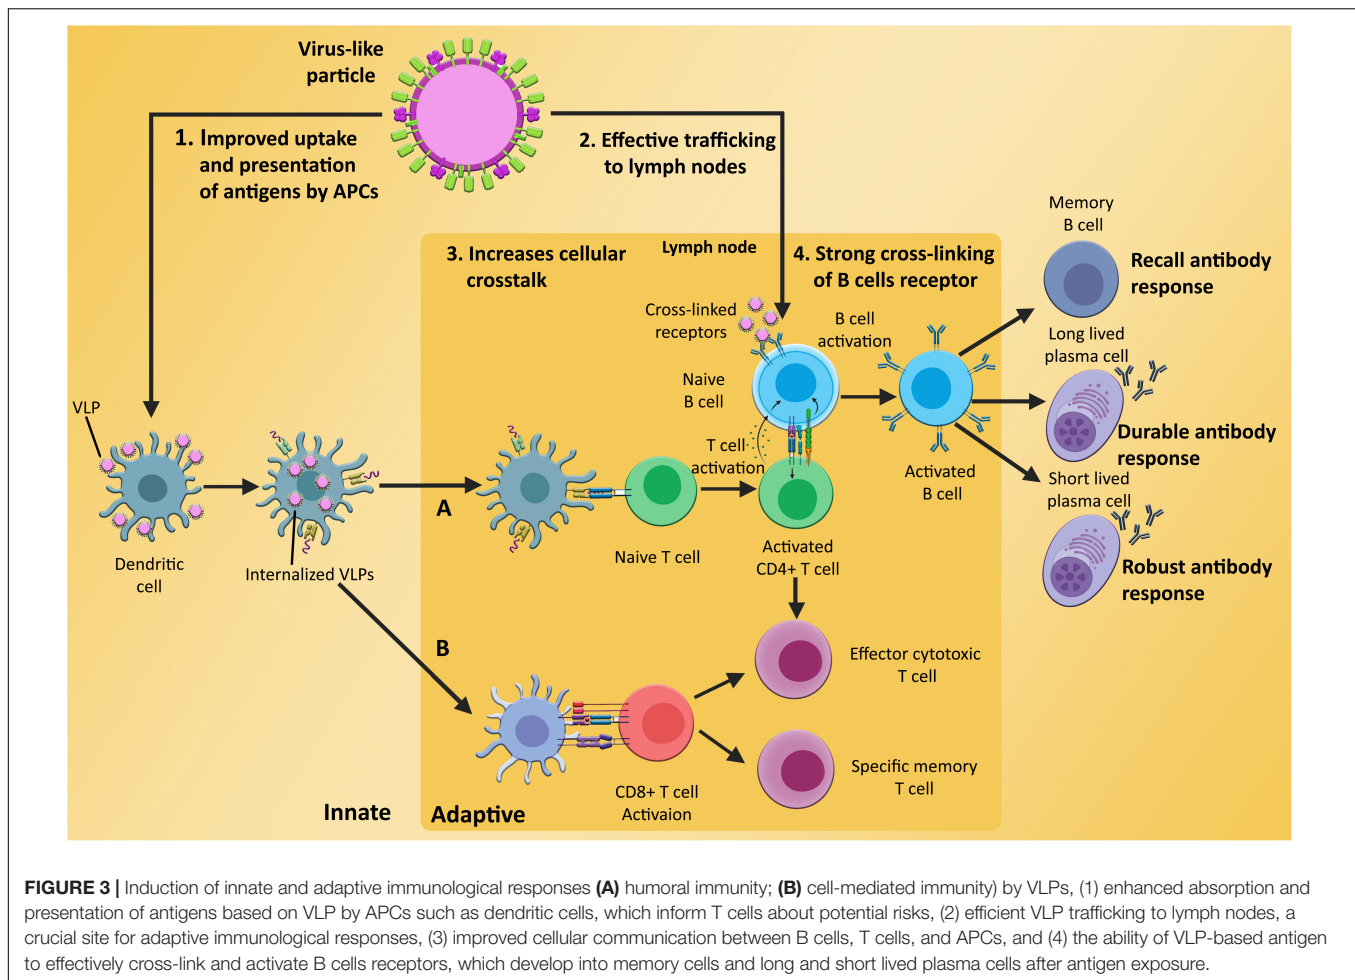 Virus-like
particle
1. Improved uptake
and presentation
of antigens by APCs
2. Effective trafficking
to lymph nodes
3. Increases cellular
crosstalk
Lymph node
4. Strong cross-linking
of B cells receptor
Memory
B cell
Recall antibody
response
Cross-linked
receptors
B cell
activation
Long lived
plasma cell
Naive
B cell
VLP
T cell
activation
Durable antibody
response
Activated
B cell
Short lived
plasma cell
A
Dendritic
cell
Internalized VLPs
Naive T cell
Activated
CD4+ T cell
Robust antibody
response
B
Effector cytotoxic
T cell
Specific memory
T cell
CD8+ T cell
Activaion
Innate
Adaptive
FIGURE 3 | Induction of innate and adaptive immunological responses (A) humoral immunity; (B) cell-mediated immunity) by VLPs, (1) enhanced absorption and
presentation of antigens based on VLP by APCs such as dendritic cells, which inform T cells about potential risks, (2) efficient VLP trafficking to lymph nodes, a
crucial site for adaptive immunological responses, (3) improved cellular communication between B cells, T cells, and APCs, and (4) the ability of VLP-based antigen
to effectively cross-link and activate B cells receptors, which develop into memory cells and long and short lived plasma cells after antigen exposure.